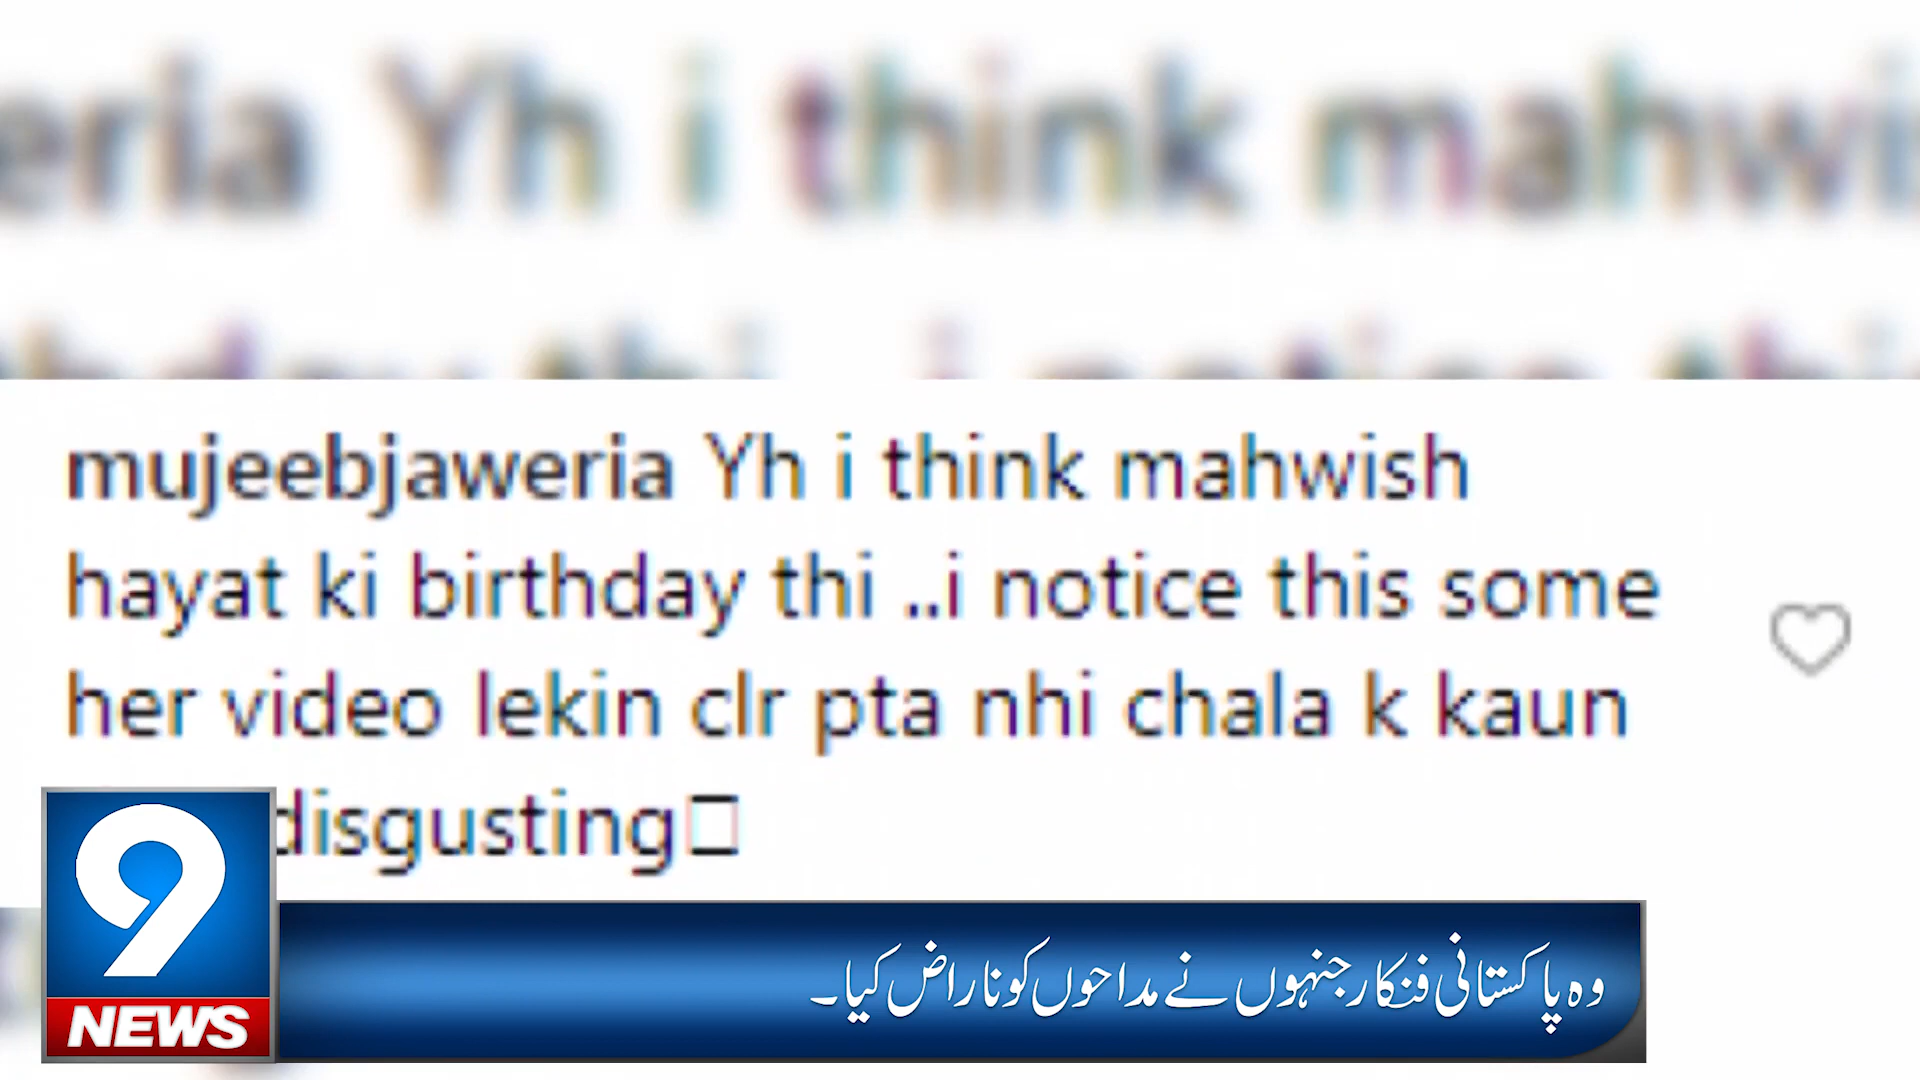 eria Yh i think mahwi
mujeebjaweria Yh i think mahwish
hayat ki birthday thi ..i notice this some
her video lekin clr pta nhi chala k kaun
disgusting
9
NEWS
وہ پاکستانی فنکار جنہوں نے مداحوں کو ناراض کیا۔